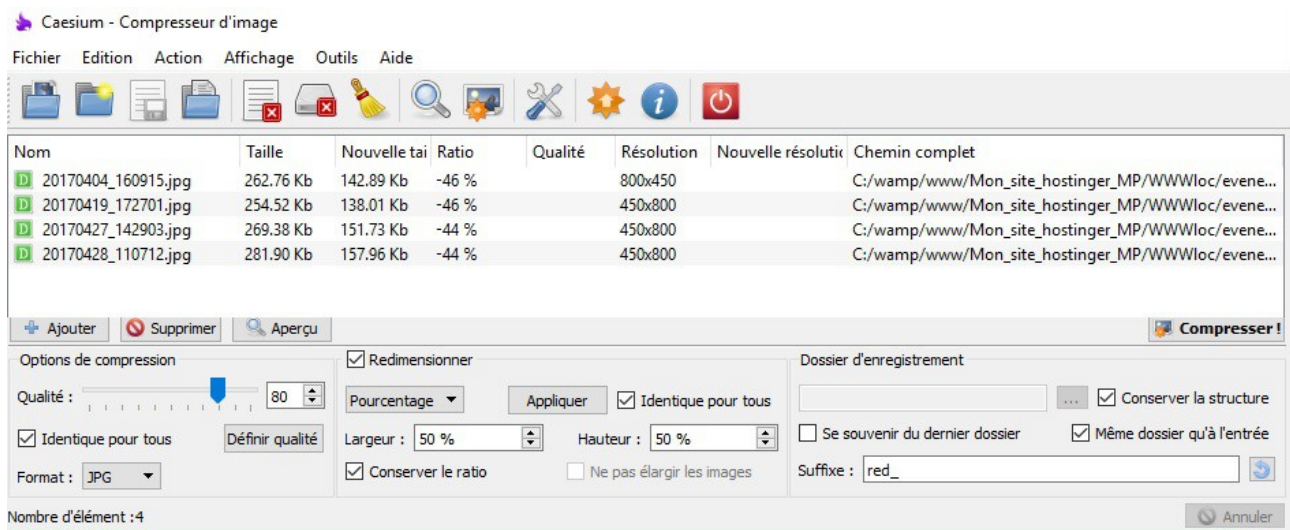 Caesium - Compresseur d'image
Fichier Edition Action Affichage Outils Aide
Nom Taille Nouvelle tai Ratio Qualité Résolution Nouvelle résolutic Chemin complet
D 20170404_160915.jpg 262.76 Kb 142.89 Kb -46 % 800x450 C:/wamp/www/Mon_site_hostinger_MP/WWWloc/evene...
D 20170419_172701.jpg 254.52 Kb 138.01 Kb -46 % 450x800 C:/wamp/www/Mon_site_hostinger_MP/WWWloc/evene...
D 20170427_142903.jpg 269.38 Kb 151.73 Kb -44 % 450x800 C:/wamp/www/Mon_site_hostinger_MP/WWWloc/evene...
D 20170428_110712.jpg 281.90 Kb 157.96 Kb -44 % 450x800 C:/wamp/www/Mon_site_hostinger_MP/WWWloc/evene...
Ajouter Supprimer Aperçu Compresser !
Options de compression Redimensionner Dossier d'enregistrement
Qualité : 80 Pourcentage Appliquer Identique pour tous ... Conserver la structure
Identique pour tous Définir qualité Largeur : 50 % Hauteur : 50 % Se souvenir du dernier dossier Même dossier qu'à l'entrée
Format : JPG Conserver le ratio Ne pas élargir les images Suffixe : red_
Nombre d'élément :4 Annuler